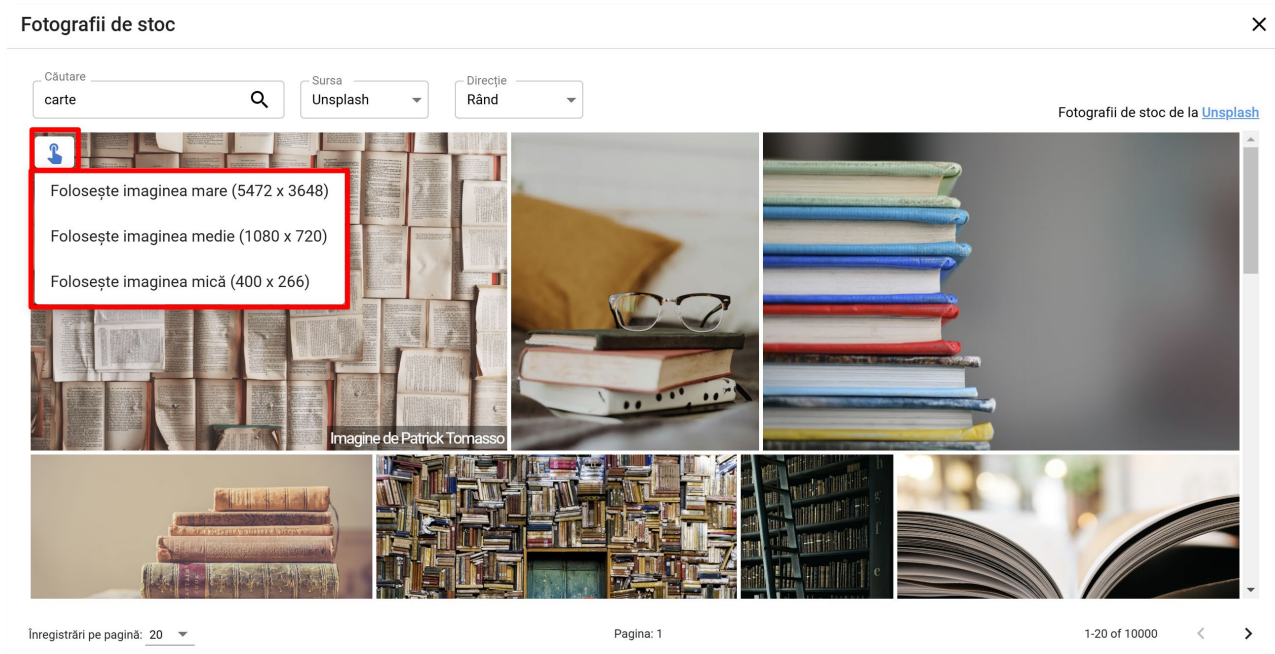 Fotografii de stoc
Căutare
carte
Sursa
Unsplash
Direcție
Rând
Fotografii de stoc de la Unsplash
Folosește imaginea mare (5472 x 3648)
Folosește imaginea medie (1080 x 720)
Folosește imaginea mică (400 x 266)
Imagine de Patrick Tomasso
Înregistrări pe pagină: 20
Pagina: 1
1-20 of 10000